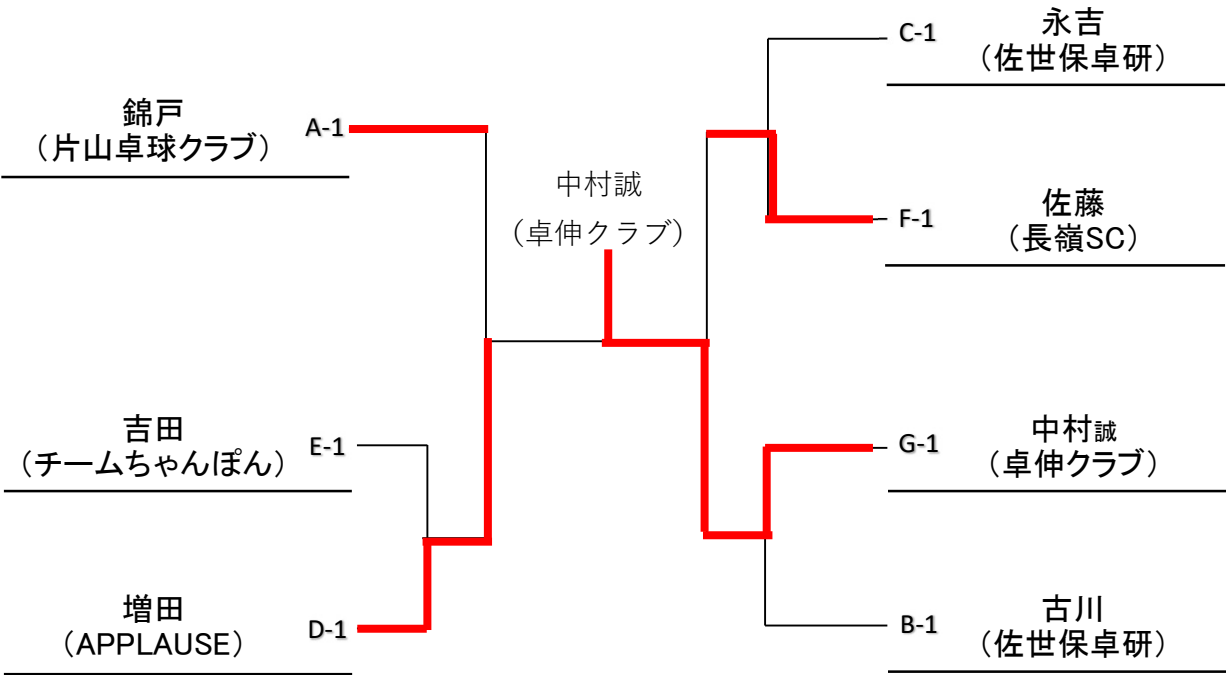 錦戸
（片山卓球クラブ）
A-1
吉田
（チームちゃんぽん）
E-1
増田
（APPLAUSE）
D-1
中村誠
（卓伸クラブ）
C-1
永吉
（佐世保卓研）
F-1
佐藤
（長嶺SC）
G-1
中村誠
（卓伸クラブ）
B-1
古川
（佐世保卓研）